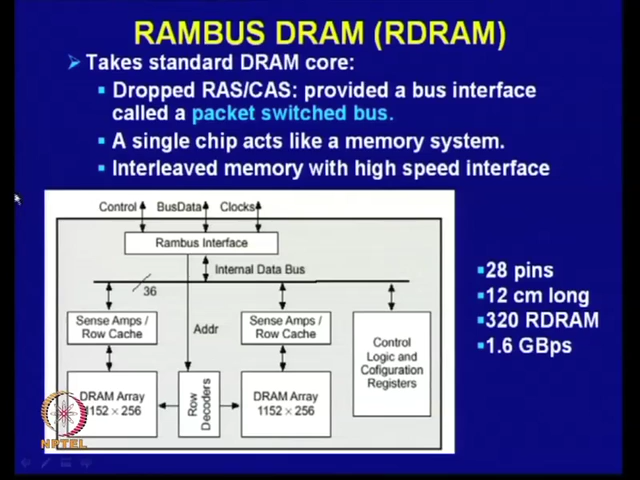 RAMBUS DRAM (RDRAM)
Takes standard DRAM core:
Dropped RAS/CAS: provided a bus interface
called a packet switched bus.
A single chip acts like a memory system.
Interleaved memory with high speed interface
Control BusData Clocks
Rambus Interface
Internal Data Bus
36
Sense Amps /
Row Cache
Addr
Sense Amps /
Row Cache
Control
Logic and
Cofiguration
Registers
DRAM Array
1152 × 256
Row
Decoders
DRAM Array
1152 × 256
28 pins
12 cm long
320 RDRAM
1.6 GBps
NPTEL